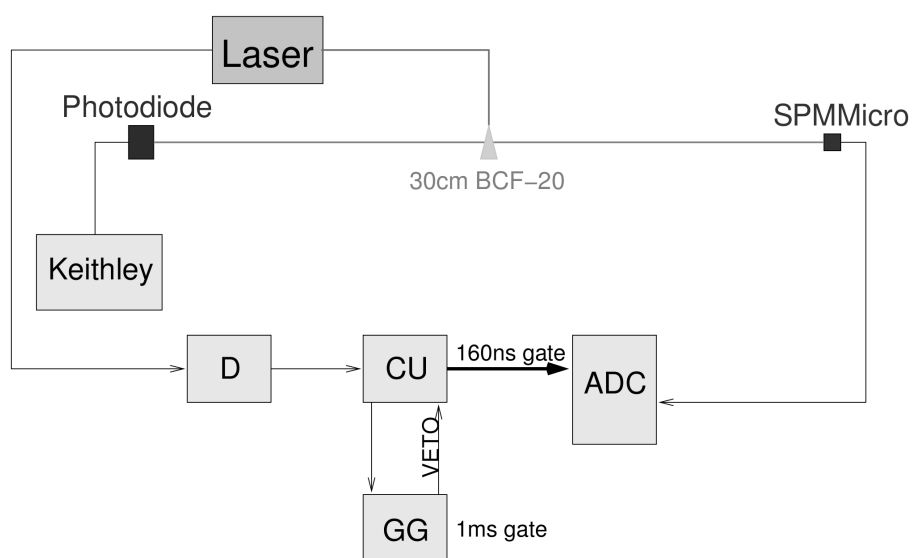 Laser
Photodiode
SPMMicro
30cm BCF−20
Keithley
D
CU
160ns gate
ADC
VETO
GG
1ms gate